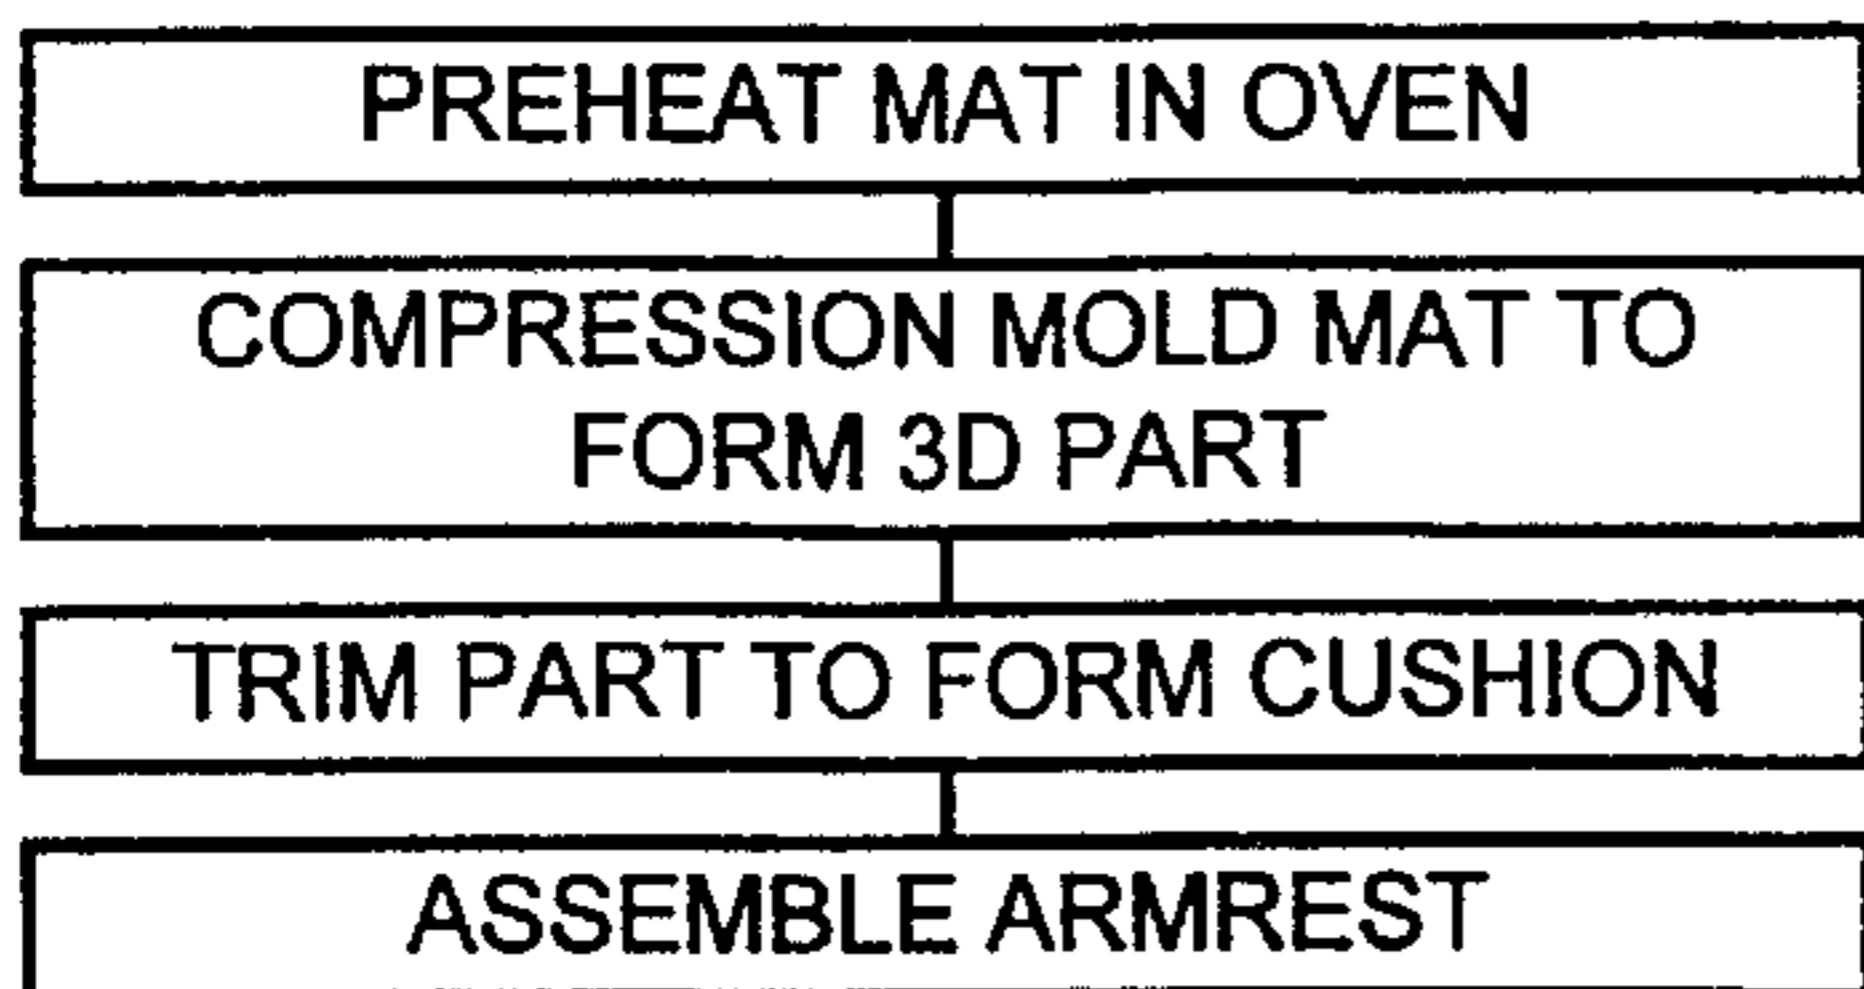 PREHEAT MAT IN OVEN
COMPRESSION MOLD MAT TO
FORM 3D PART
TRIM PART TO FORM CUSHION
ASSEMBLE ARMREST